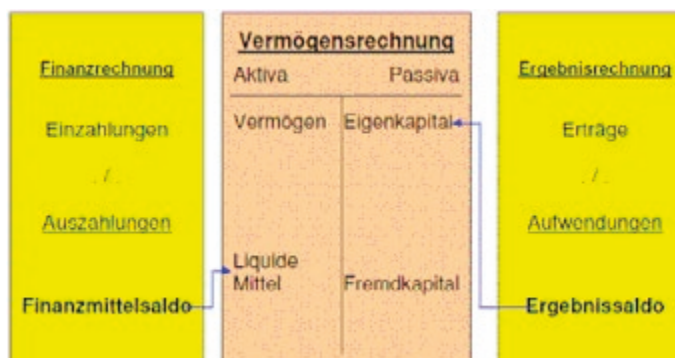 Finanzrechnung
Einzahlungen
./.
Auszahlungen
Finanzmittelsaldo
Vermögensrechnung
Aktiva Passiva
Vermögen Eigenkapital
Liquide
Mittel Fremdkapital
Ergebnisrechnung
Erträge
./.
Aufwendungen
Ergebnissaldo